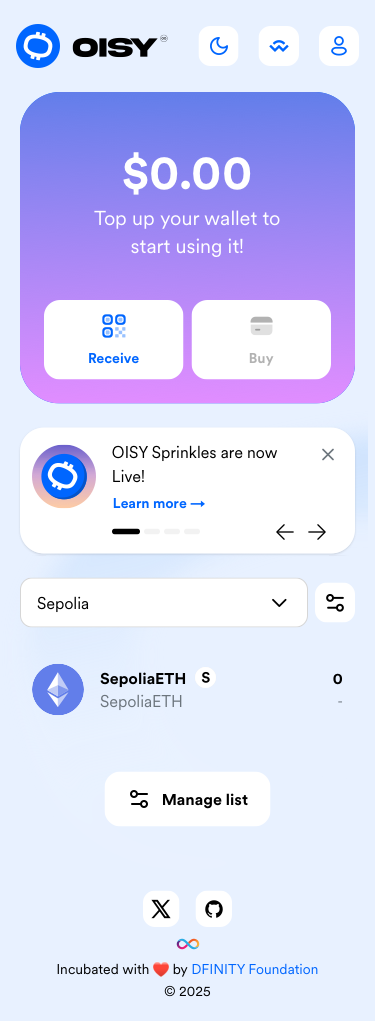 OISY
$0.00
Top up your wallet to
start using it!
Receive
Buy
OISY Sprinkles are now
Live!
Learn more →
Sepolia
SepoliaETH S 0
SepoliaETH -
Manage list
Incubated with ❤️ by DFINITY Foundation
© 2025